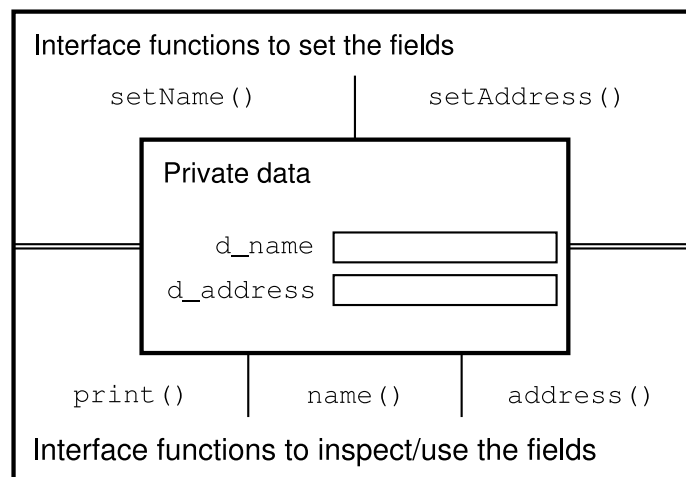 Interface functions to set the fields
setName() setAddress()
Private data
d_name
d_address
print() name() address()
Interface functions to inspect/use the fields